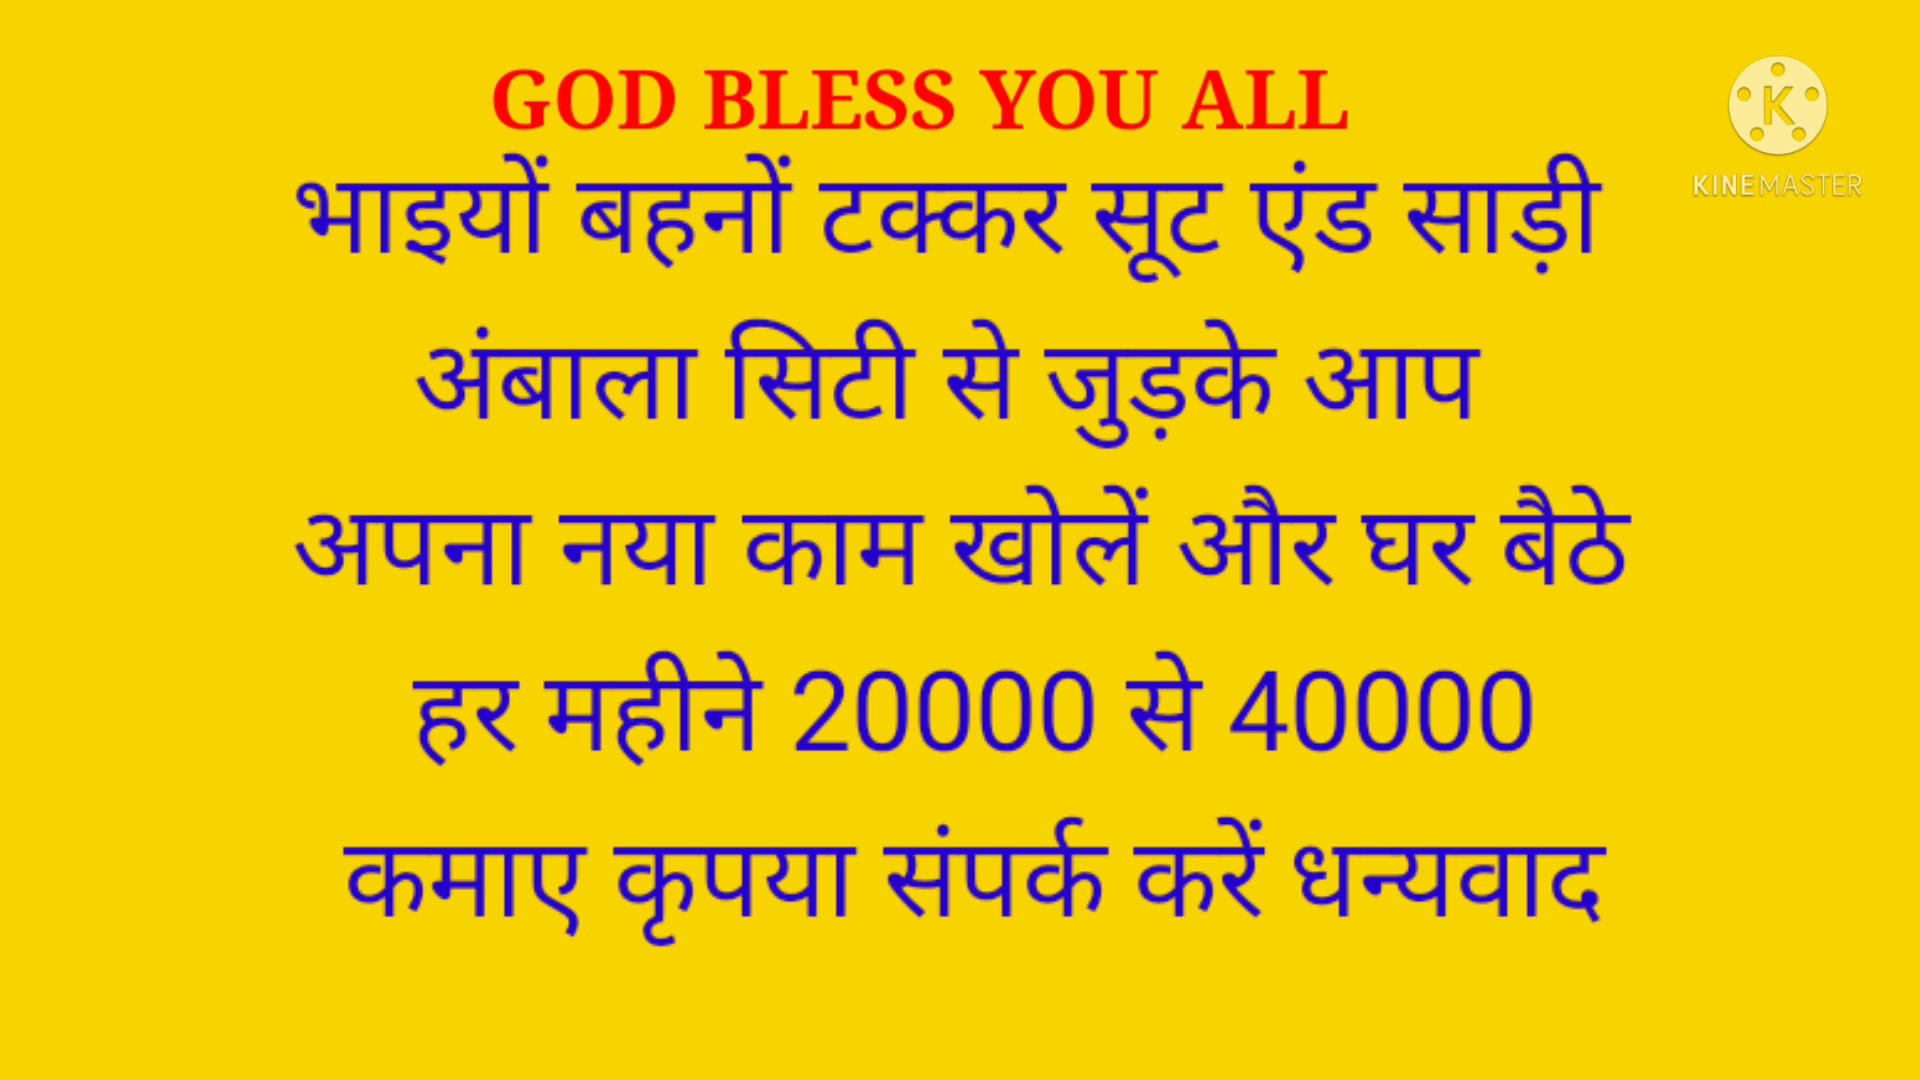 GOD BLESS YOU ALL
भाइयों बहनों टक्कर सूट एंड साड़ी
अंबाला सिटी से जुड़के आप
अपना नया काम खोलें और घर बैठे
हर महीने 20000 से 40000
कमाए कृपया संपर्क करें धन्यवाद
K
KINEMASTER